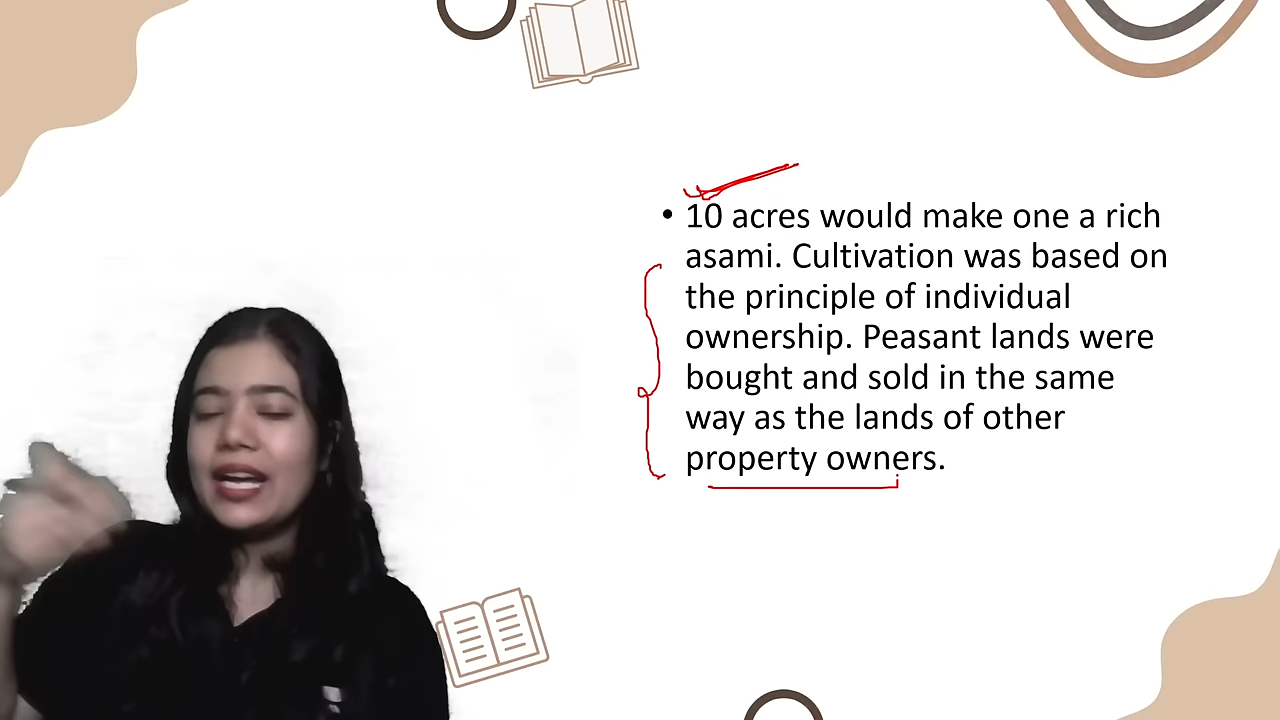 • 10 acres would make one a rich
asami. Cultivation was based on
the principle of individual
ownership. Peasant lands were
bought and sold in the same
way as the lands of other
property owners.